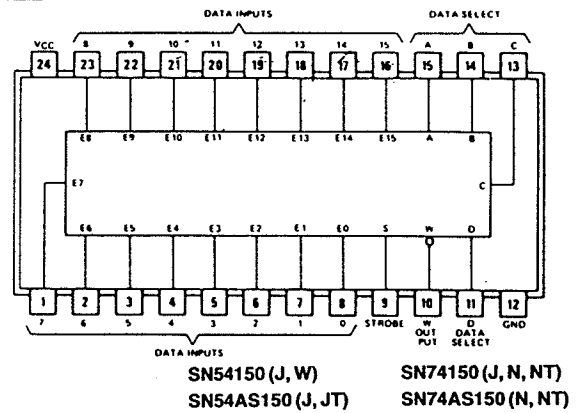 DATA INPUTS DATA SELECT
VCC 8 9 10 11 12 13 14 15 A B C
24 23 22 21 20 19 18 17 16 15 14 13
E8 E9 E10 E11 E12 E13 E14 E15 A B
E7 C
E6 E5 E4 E3 E2 E1 E0 S W D
1 2 3 4 5 6 7 8 9 10 11 12
7 6 5 4 3 2 1 0 STROBE W D GND
OUT DATA
PUT SELECT
DATA INPUTS
SN54150 (J, W) SN74150 (J, N, NT)
SN54AS150 (J, JT) SN74AS150 (N, NT)